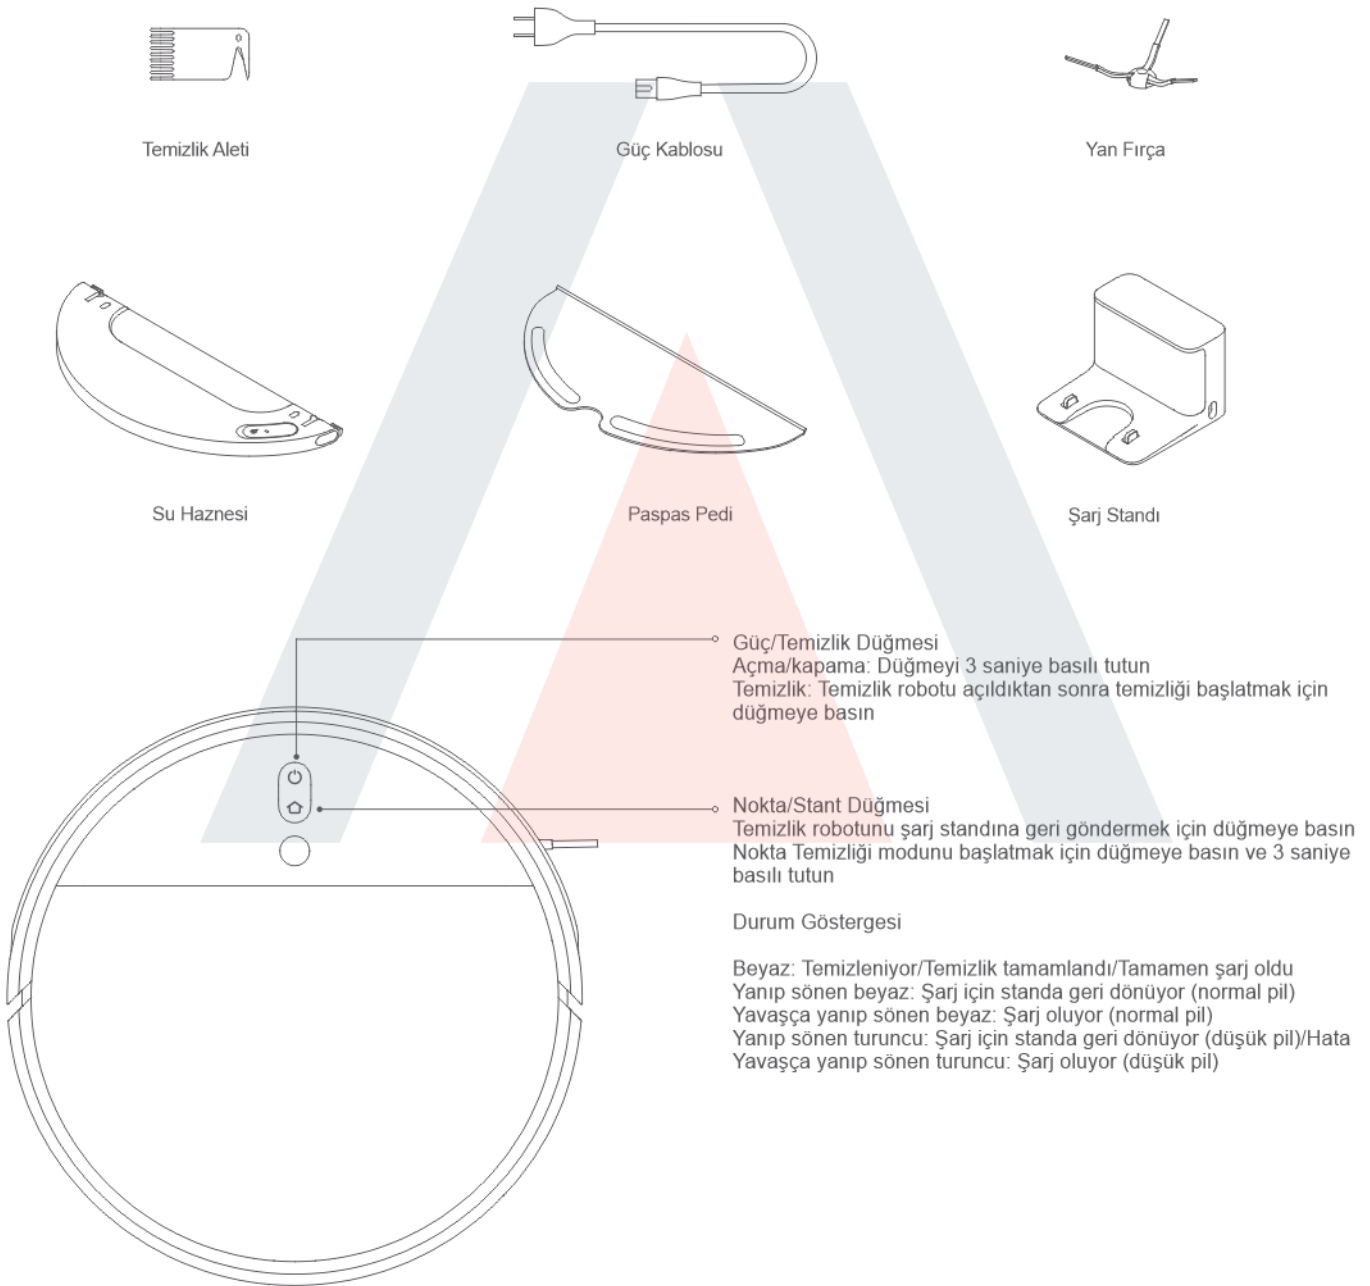 Temizlik Aleti
Güç Kablosu
Yan Fırça
Su Haznesi
Paspas Pedi
Şarj Standı
Güç/Temizlik Düğmesi
Açma/kapama: Düğmeyi 3 saniye basılı tutun
Temizlik: Temizlik robotu açıldıktan sonra temizliği başlatmak için
düğmeye basın
Nokta/Stant Düğmesi
Temizlik robotunu şarj standına geri göndermek için düğmeye basın
Nokta Temizliği modunu başlatmak için düğmeye basın ve 3 saniye
basılı tutun
Durum Göstergesi
Beyaz: Temizleniyor/Temizlik tamamlandı/Tamamen şarj oldu
Yanıp sönen beyaz: Şarj için standa geri dönüyor (normal pil)
Yavaşça yanıp sönen beyaz: Şarj oluyor (normal pil)
Yanıp sönen turuncu: Şarj için standa geri dönüyor (düşük pil)/Hata
Yavaşça yanıp sönen turuncu: Şarj oluyor (düşük pil)